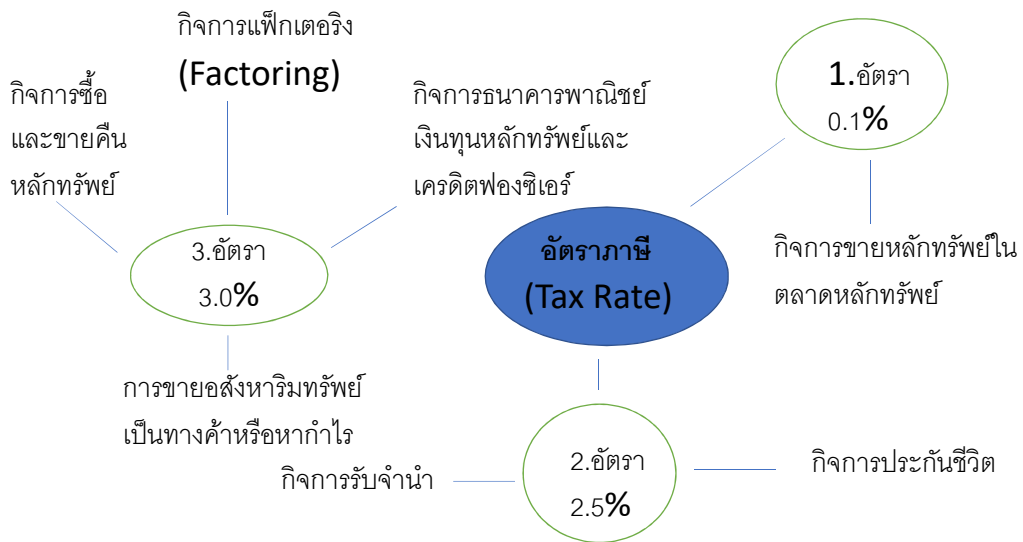 กิจการแฟ็กเตอริง
(Factoring)
กิจการซื้อ
และขายคืน
หลักทรัพย์
กิจการธนาคารพาณิชย์
เงินทุนหลักทรัพย์และ
เครดิตฟองซิเอร์
1.อัตรา
0.1%
3.อัตรา
3.0%
อัตราภาษี
(Tax Rate)
กิจการขายหลักทรัพย์ใน
ตลาดหลักทรัพย์
การขายอสังหาริมทรัพย์
เป็นทางค้าหรือหากำไร
กิจการรับจำนำ
2.อัตรา
2.5%
กิจการประกันชีวิต